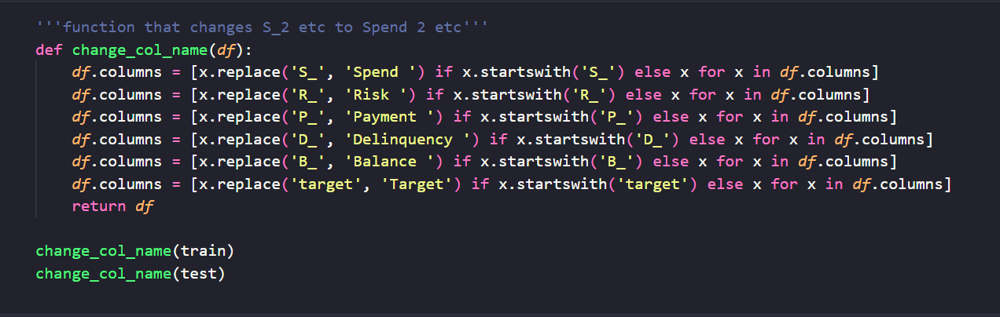 '''function that changes S_2 etc to Spend 2 etc'''
def change_col_name(df):
    df.columns = [x.replace('S_', 'Spend ') if x.startswith('S_') else x for x in df.columns]
    df.columns = [x.replace('R_', 'Risk ') if x.startswith('R_') else x for x in df.columns]
    df.columns = [x.replace('P_', 'Payment ') if x.startswith('P_') else x for x in df.columns]
    df.columns = [x.replace('D_', 'Delinquency ') if x.startswith('D_') else x for x in df.columns]
    df.columns = [x.replace('B_', 'Balance ') if x.startswith('B_') else x for x in df.columns]
    df.columns = [x.replace('target', 'Target') if x.startswith('target') else x for x in df.columns]
    return df

change_col_name(train)
change_col_name(test)